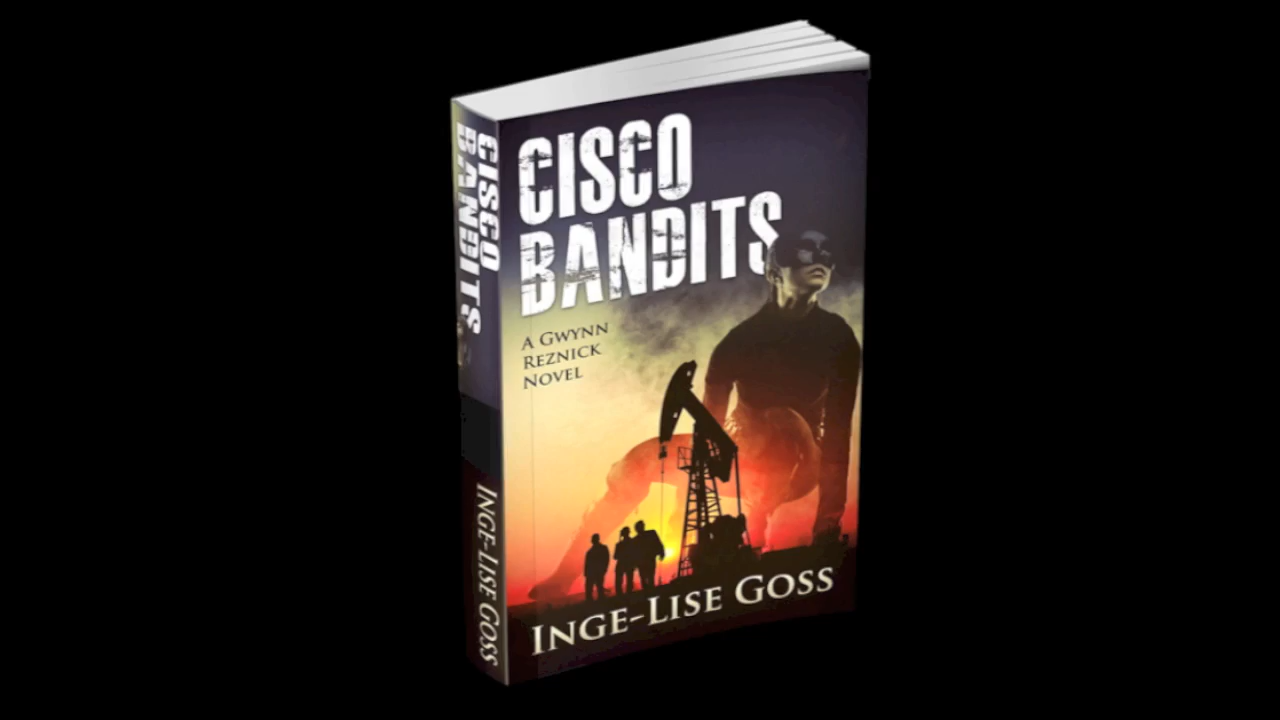 CISCO
BANDITS
A GWYNN
REZNICK
NOVEL
INGE-LISE GOSS
CISCO
BANDITS
INGE-LISE GOSS